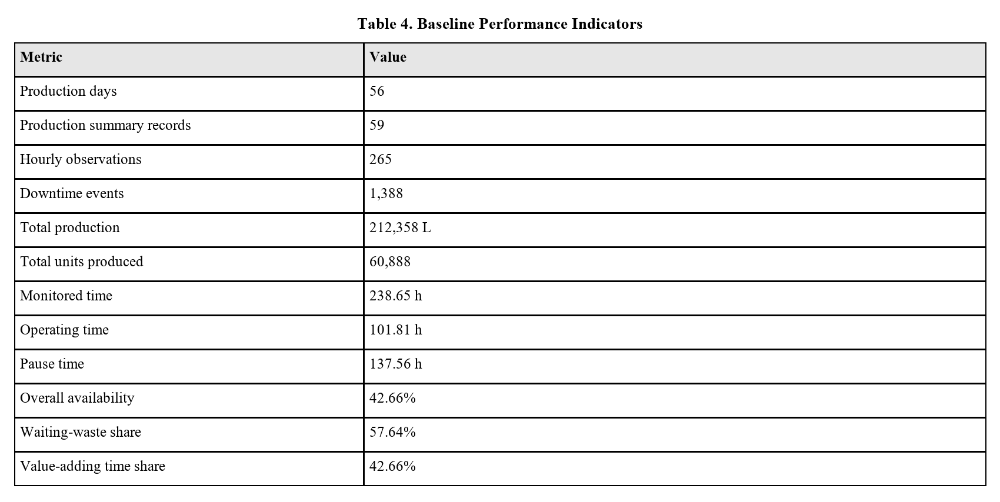 Table 4. Baseline Performance Indicators
Metric Value
Production days 56
Production summary records 59
Hourly observations 265
Downtime events 1,388
Total production 212,358 L
Total units produced 60,888
Monitored time 238.65 h
Operating time 101.81 h
Pause time 137.56 h
Overall availability 42.66%
Waiting-waste share 57.64%
Value-adding time share 42.66%